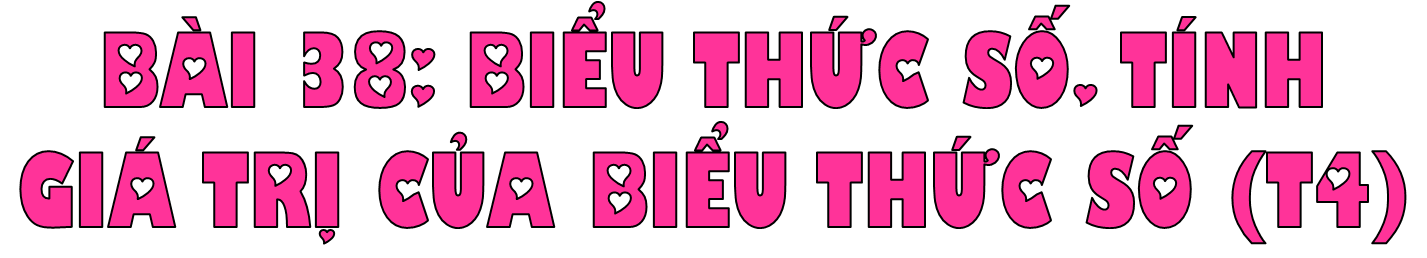 BÀI 38: BIỂU THỨC SỐ. TÍNH
GIÁ TRỊ CỦA BIỂU THỨC SỐ (T4)